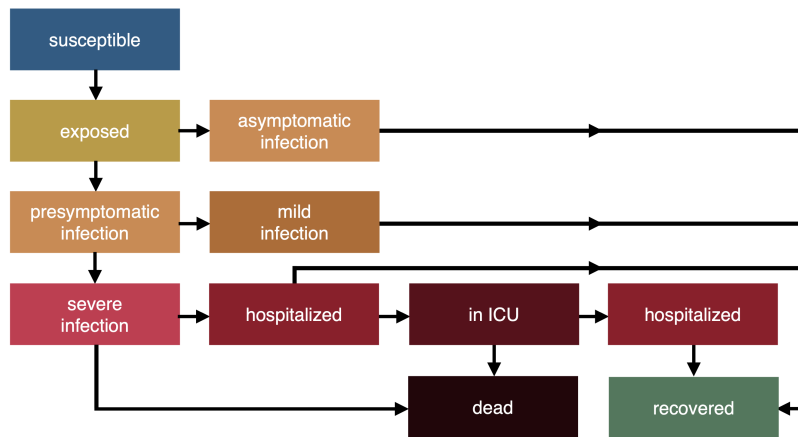 susceptible
exposed
asymptomatic
infection
presymptomatic
infection
mild
infection
severe
infection
hospitalized
in ICU
hospitalized
dead
recovered